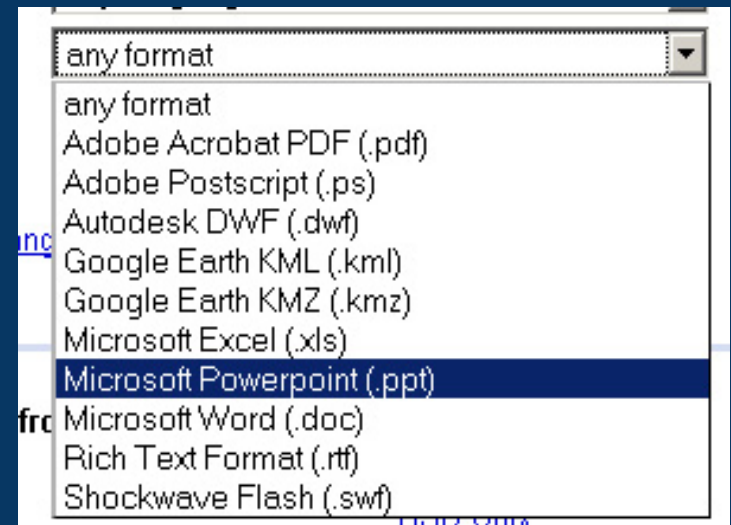 any format
any format
Adobe Acrobat PDF (.pdf)
Adobe Postscript (.ps)
Autodesk DWF (.dwf)
Google Earth KML (.kml)
Google Earth KMZ (.kmz)
Microsoft Excel (.xls)
Microsoft Powerpoint (.ppt)
Microsoft Word (.doc)
Rich Text Format (.rtf)
Shockwave Flash (.swf)